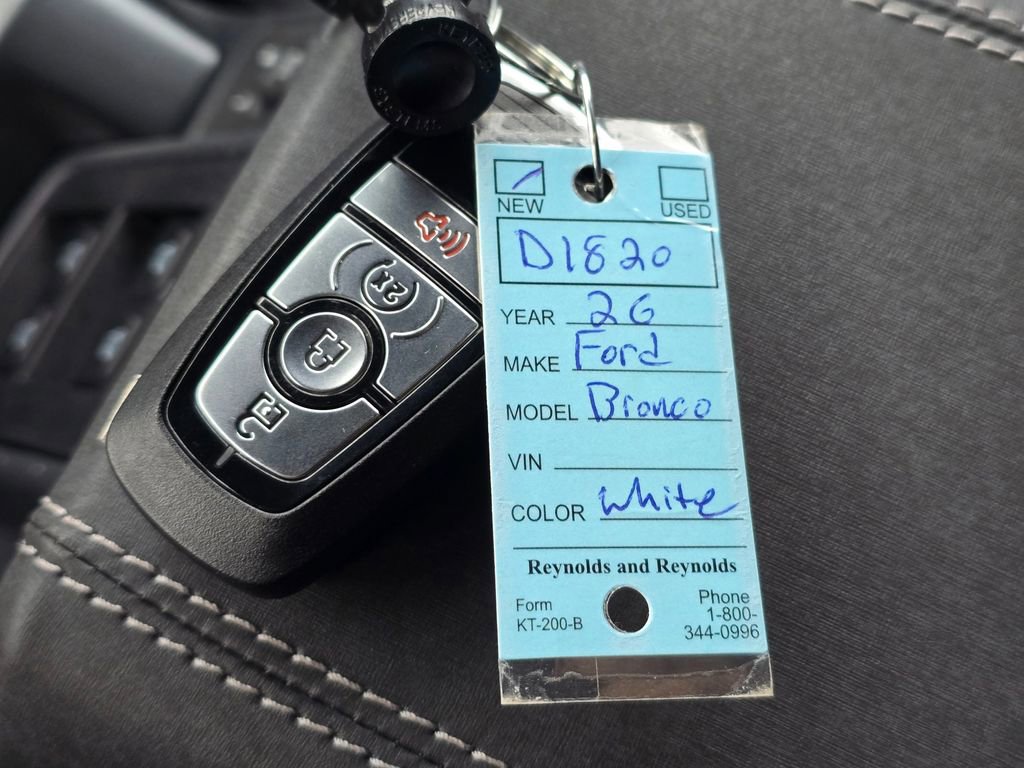 NEW USED
D1820
YEAR 26
MAKE Ford
MODEL Bronco
VIN
COLOR white
Reynolds and Reynolds
Form
KT-200-B
Phone
1-800-
344-0996
2x